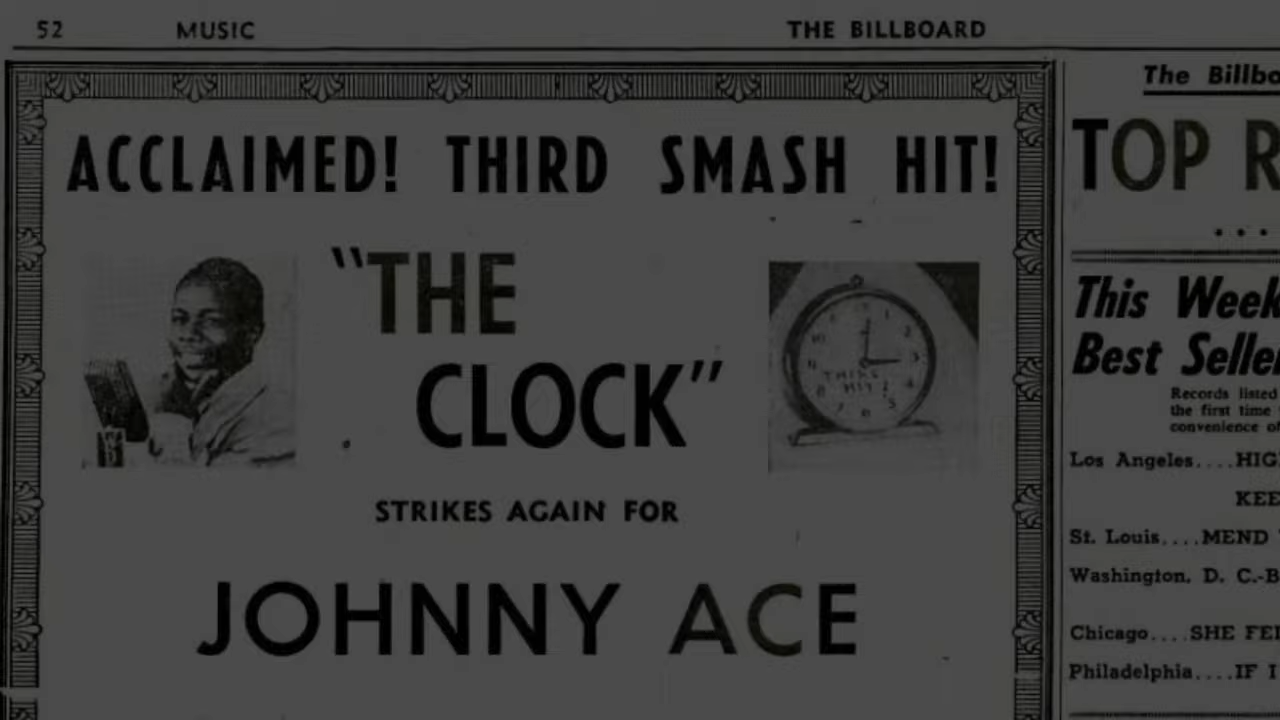 52 MUSIC THE BILLBOARD
ACCLAIMED! THIRD SMASH HIT!
"THE
CLOCK"
STRIKES AGAIN FOR
JOHNNY ACE
The Billbo
TOP R
...
This Week
Best Selle
Records listed
the first time
convenience of
Los Angeles....HIG
KEE
St. Louis....MEND
Washington, D. C.-B
Chicago....SHE FE
Philadelphia....IF I